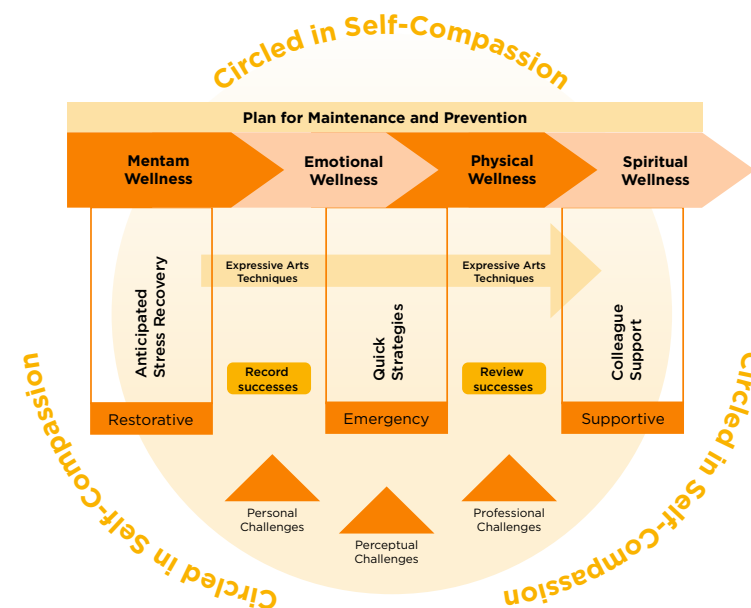 Circled in Self-Compassion
Plan for Maintenance and Prevention
Mentam
Wellness
Emotional
Wellness
Physical
Wellness
Spiritual
Wellness
Expressive Arts
Techniques
Expressive Arts
Techniques
Anticipated
Stress Recovery
Quick
Strategies
Colleague
Support
Record
successes
Review
successes
Restorative
Emergency
Supportive
Personal
Challenges
Perceptual
Challenges
Professional
Challenges
Circled in Self-Compassion
Circled in Self-Compassion